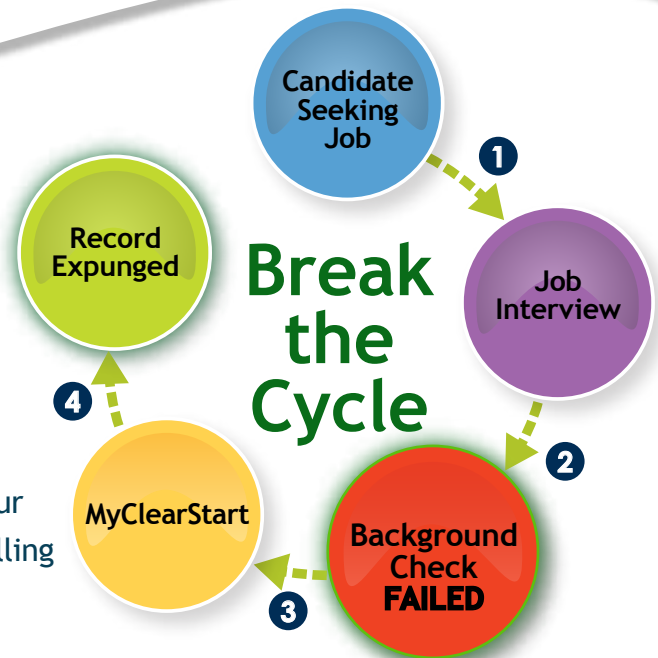 Candidate
Seeking
Job
1
Job
Interview
2
Background
Check
FAILED
3
MyClearStart
4
Record
Expunged
Break
the
Cycle